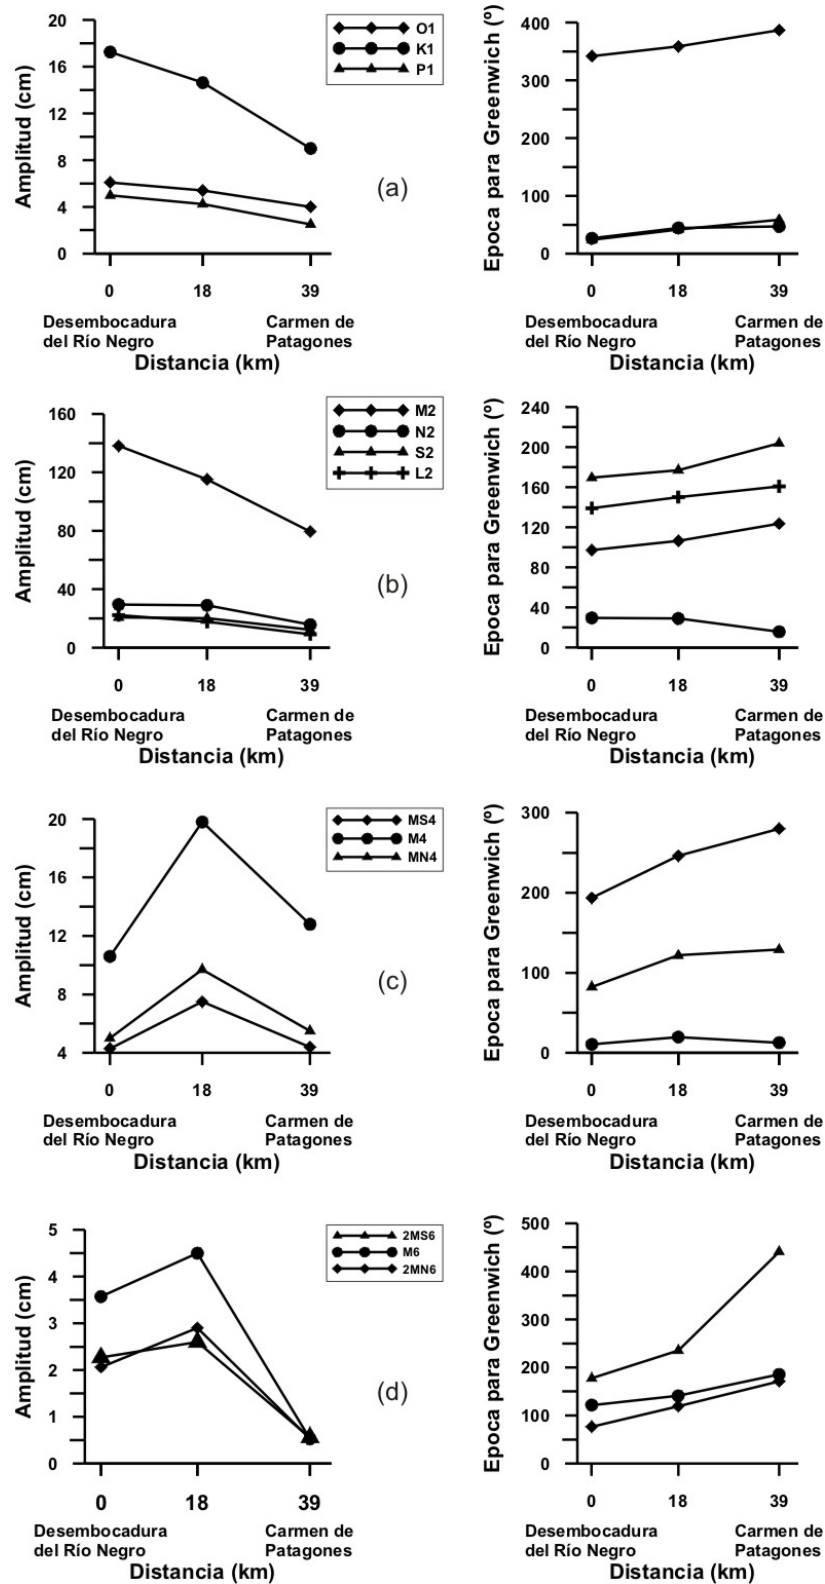 Amplitud (cm)
20
16
12
8
4
0
O1
K1
P1
0
18
39
Desembocadura
del Río Negro
Carmen de
Patagones
Distancia (km)
(a)
Epoca para Greenwich (º)
400
300
200
100
0
0
18
39
Desembocadura
del Río Negro
Carmen de
Patagones
Distancia (km)
Amplitud (cm)
160
120
80
40
0
M2
N2
S2
L2
0
18
39
Desembocadura
del Río Negro
Carmen de
Patagones
Distancia (km)
(b)
Epoca para Greenwich (º)
240
200
160
120
80
40
0
0
18
39
Desembocadura
del Río Negro
Carmen de
Patagones
Distancia (km)
Amplitud (cm)
20
16
12
8
4
MS4
M4
MN4
0
18
39
Desembocadura
del Río Negro
Carmen de
Patagones
Distancia (km)
(c)
Epoca para Greenwich (º)
300
200
100
0
0
18
39
Desembocadura
del Río Negro
Carmen de
Patagones
Distancia (km)
Amplitud (cm)
5
4
3
2
1
0
2MS6
M6
2MN6
0
18
39
Desembocadura
del Río Negro
Carmen de
Patagones
Distancia (km)
(d)
Epoca para Greenwich (º)
500
400
300
200
100
0
0
18
39
Desembocadura
del Río Negro
Carmen de
Patagones
Distancia (km)